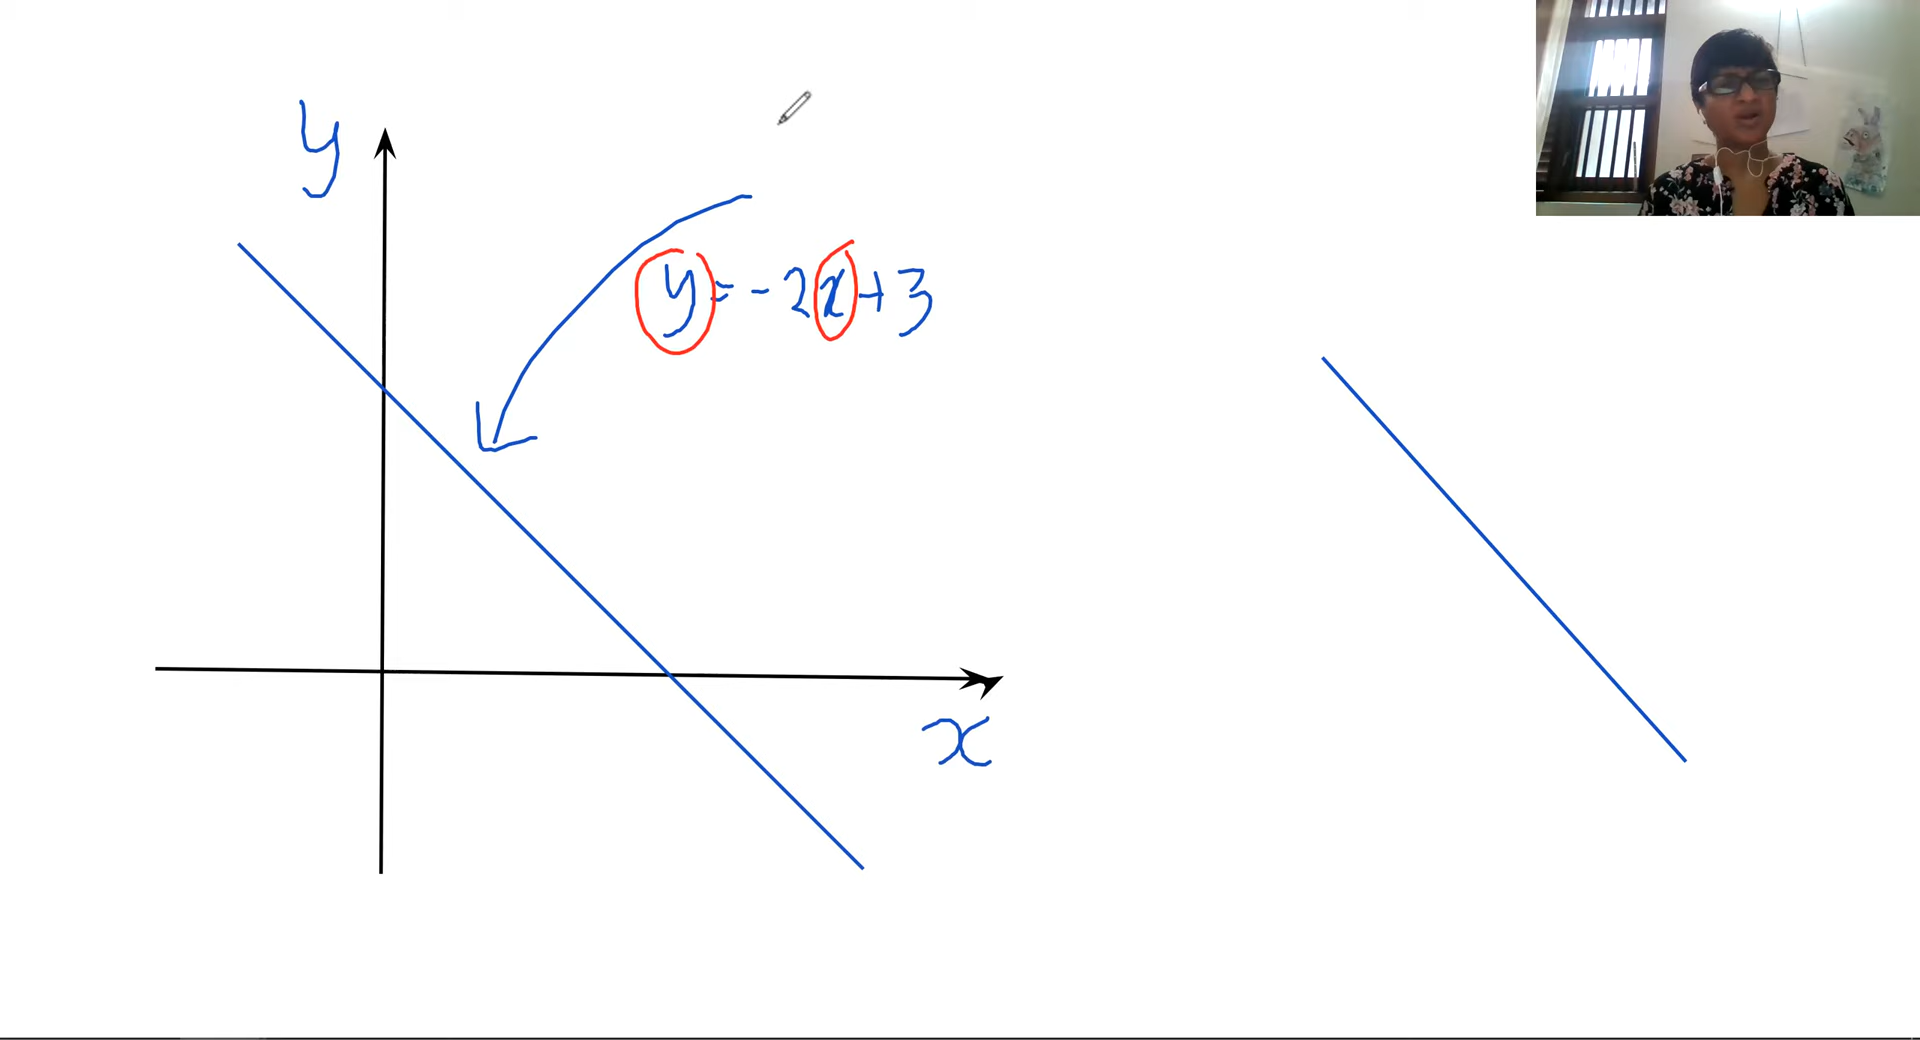 y
y = - 2x + 3
x